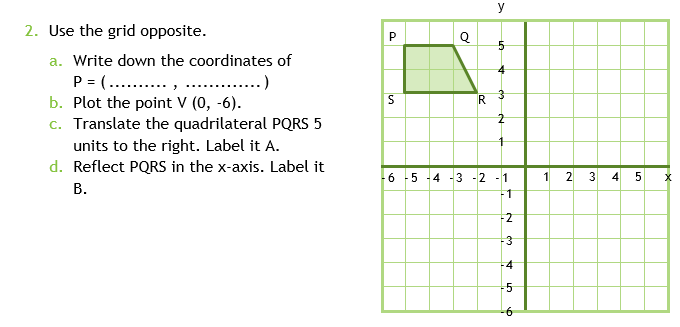 2. Use the grid opposite.
a. Write down the coordinates of
P = (.......... , .............)
b. Plot the point V (0, -6).
c. Translate the quadrilateral PQRS 5
units to the right. Label it A.
d. Reflect PQRS in the x-axis. Label it
B.
y
P Q
5
4
S R 3
2
1
-6 -5 -4 -3 -2 -1 1 2 3 4 5 x
-1
-2
-3
-4
-5
-6